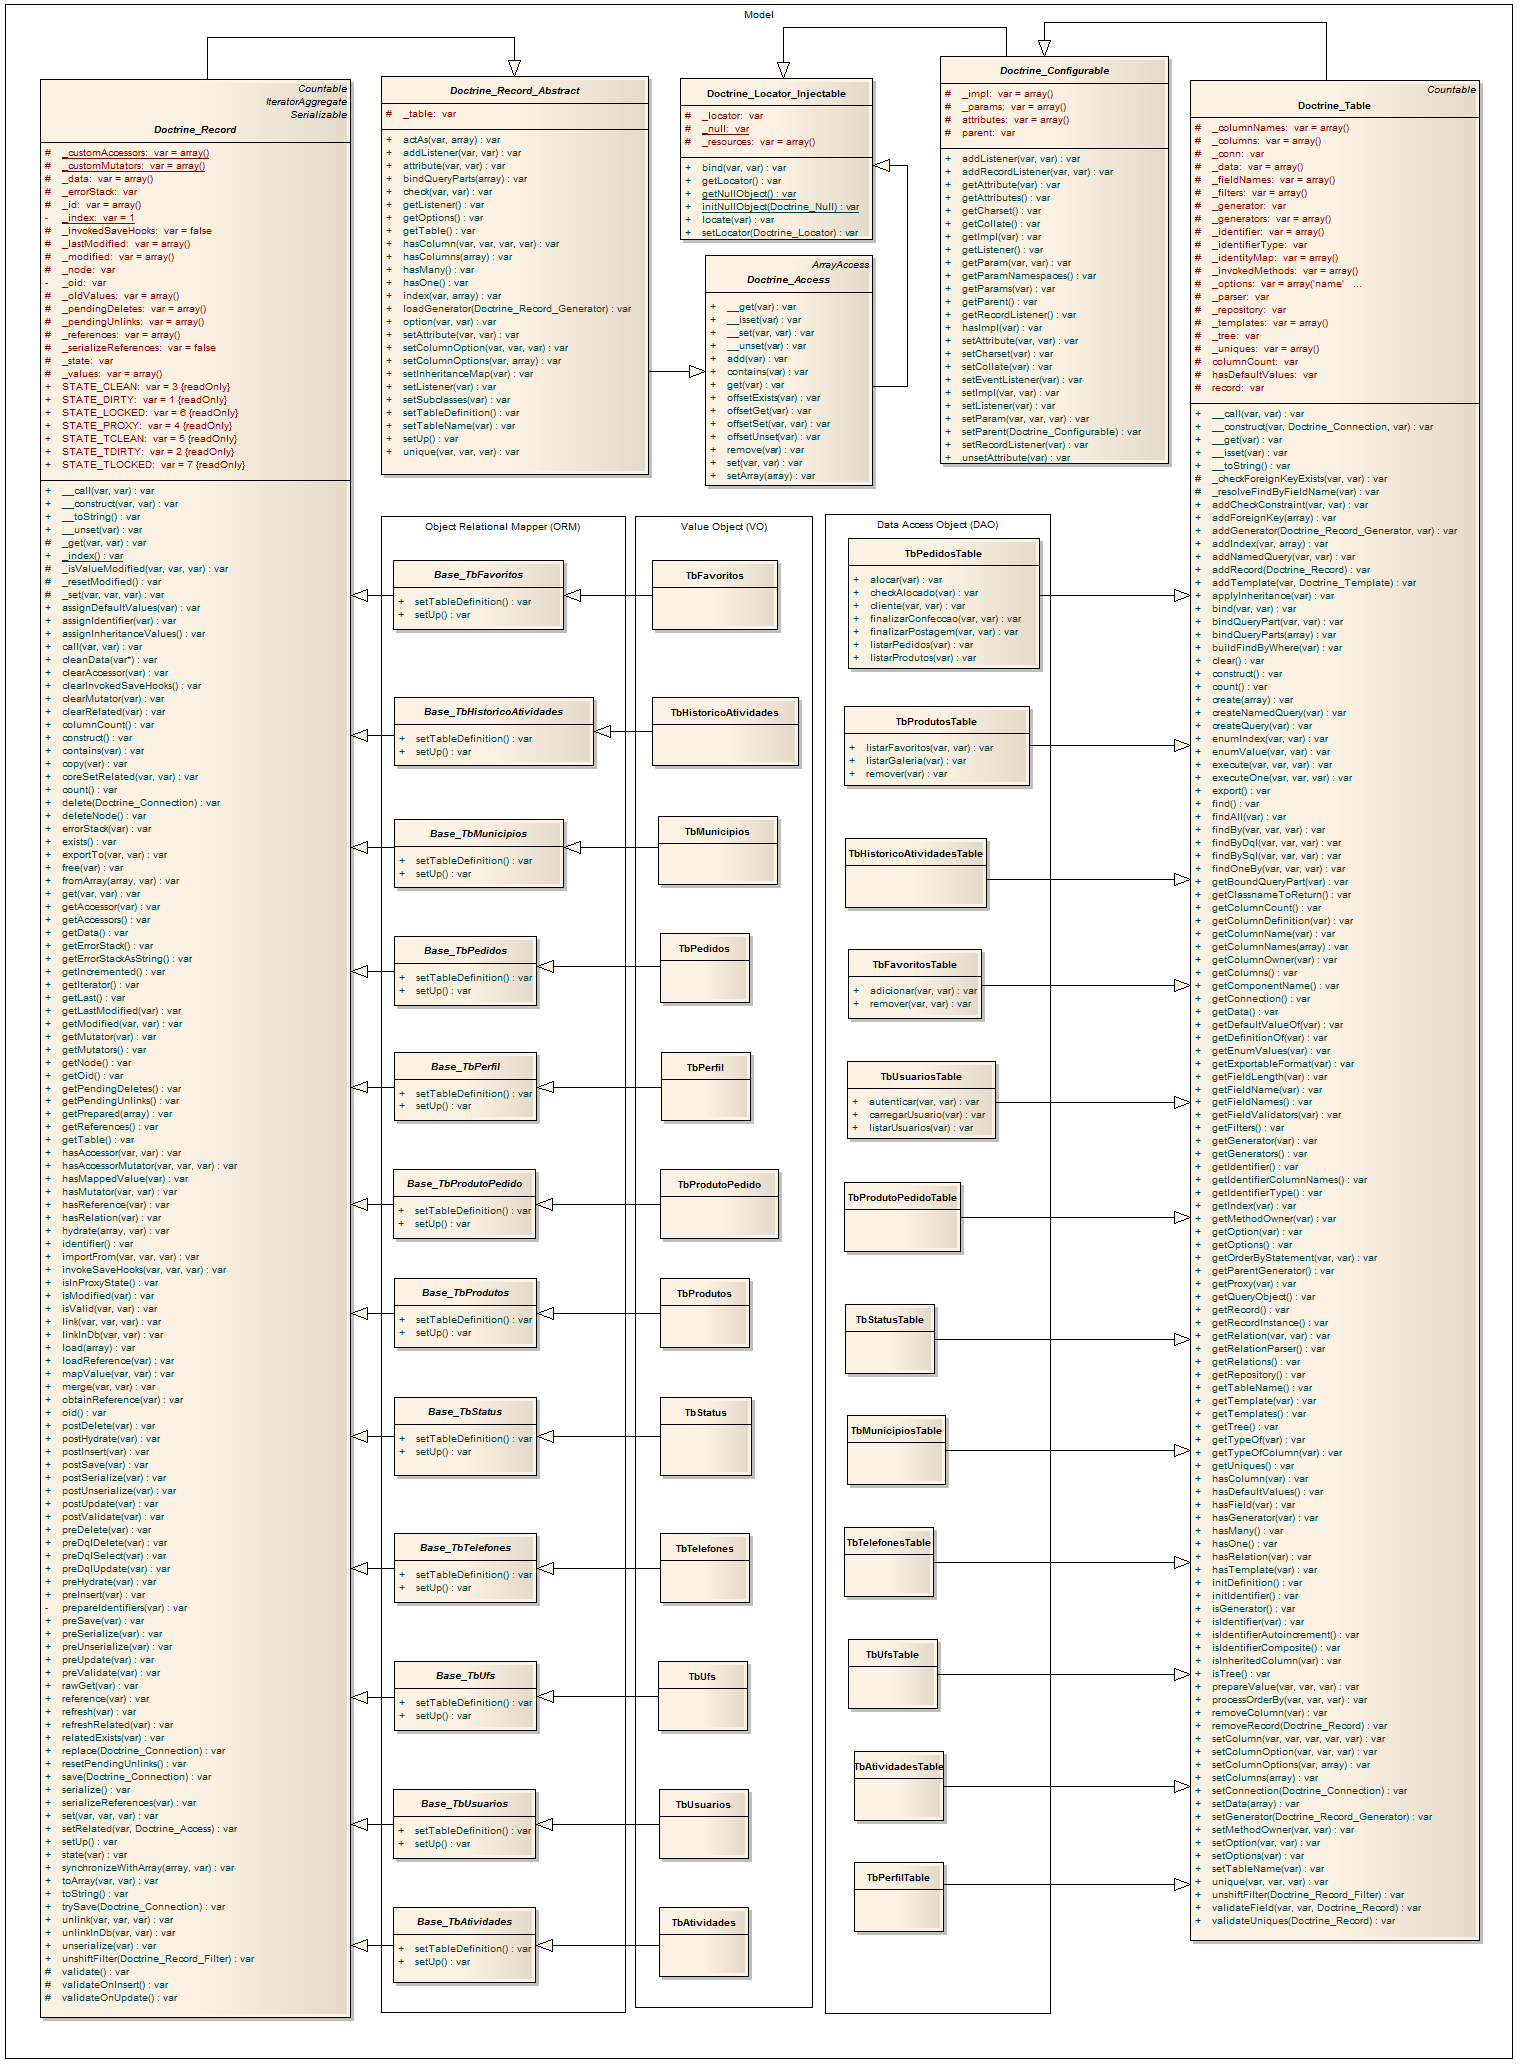 Model
Countable
IteratorAggregate
Serializable
Doctrine_Record
# _customAccessors: var = array()
# _customMutators: var = array()
# _data: var = array()
# _errorStack: var
# _id: var = array()
- _index: var = 1
# _invokedSaveHooks: var = false
# _lastModified: var = array()
# _modified: var = array()
# _node: var
- _oid: var
# _oldValues: var = array()
# _pendingDeletes: var = array()
# _pendingUnlinks: var = array()
# _references: var = array()
# _serializeReferences: var = false
# _state: var
# _values: var = array()
+ STATE_CLEAN: var = 3 {readOnly}
+ STATE_DIRTY: var = 1 {readOnly}
+ STATE_LOCKED: var = 6 {readOnly}
+ STATE_PROXY: var = 4 {readOnly}
+ STATE_TCLEAN: var = 5 {readOnly}
+ STATE_TDIRTY: var = 2 {readOnly}
+ STATE_TLOCKED: var = 7 {readOnly}
+ __call(var, var) : var
+ __construct(var, var) : var
+ __toString() : var
+ __unset(var) : var
# _get(var, var) : var
+ _index() : var
# _isValueModified(var, var, var) : var
# _resetModified() : var
# _set(var, var, var) : var
+ assignDefaultValues(var) : var
+ assignIdentifier(var) : var
+ assignInheritanceValues() : var
+ call(var, var) : var
+ cleanData(var*) : var
+ clearAccessor(var) : var
+ clearInvokedSaveHooks() : var
+ clearMutator(var) : var
+ clearRelated(var) : var
+ columnCount() : var
+ construct() : var
+ contains(var) : var
+ copy(var) : var
+ coreSetRelated(var, var) : var
+ count() : var
+ delete(Doctrine_Connection) : var
+ deleteNode() : var
+ errorStack(var) : var
+ exists() : var
+ exportTo(var, var) : var
+ free(var) : var
+ fromArray(array, var) : var
+ get(var, var) : var
+ getAccessor(var) : var
+ getAccessors() : var
+ getData() : var
+ getErrorStack() : var
+ getErrorStackAsString() : var
+ getIncremented() : var
+ getIterator() : var
+ getLast() : var
+ getLastModified(var) : var
+ getModified(var, var) : var
+ getMutator(var) : var
+ getMutators() : var
+ getNode() : var
+ getOid() : var
+ getPendingDeletes() : var
+ getPendingUnlinks() : var
+ getPrepared(array) : var
+ getReferences() : var
+ getTable() : var
+ hasAccessor(var, var) : var
+ hasAccessorMutator(var, var, var) : var
+ hasMappedValue(var) : var
+ hasMutator(var, var) : var
+ hasReference(var) : var
+ hasRelation(var) : var
+ hydrate(array, var) : var
+ identifier() : var
+ importFrom(var, var, var) : var
+ invokeSaveHooks(var, var, var) : var
+ isInProxyState() : var
+ isModified(var) : var
+ isValid(var, var) : var
+ link(var, var, var) : var
+ linkInDb(var, var) : var
+ load(array) : var
+ loadReference(var) : var
+ mapValue(var, var) : var
+ merge(var, var) : var
+ obtainReference(var) : var
+ oid() : var
+ postDelete(var) : var
+ postHydrate(var) : var
+ postInsert(var) : var
+ postSave(var) : var
+ postSerialize(var) : var
+ postUnserialize(var) : var
+ postUpdate(var) : var
+ postValidate(var) : var
+ preDelete(var) : var
+ preDqlDelete(var) : var
+ preDqlSelect(var) : var
+ preDqlUpdate(var) : var
+ preHydrate(var) : var
+ preInsert(var) : var
- prepareIdentifiers(var) : var
+ preSave(var) : var
+ preSerialize(var) : var
+ preUnserialize(var) : var
+ preUpdate(var) : var
+ preValidate(var) : var
+ rawGet(var) : var
+ reference(var) : var
+ refresh(var) : var
+ refreshRelated(var) : var
+ relatedExists(var) : var
+ replace(Doctrine_Connection) : var
+ resetPendingUnlinks() : var
+ save(Doctrine_Connection) : var
+ serialize() : var
+ serializeReferences(var) : var
+ set(var, var, var) : var
+ setRelated(var, Doctrine_Access) : var
+ setUp() : var
+ state(var) : var
+ synchronizeWithArray(array, var) : var
+ toArray(var, var) : var
+ toString() : var
+ trySave(Doctrine_Connection) : var
+ unlink(var, var, var) : var
+ unlinkInDb(var, var) : var
+ unserialize(var) : var
+ unshiftFilter(Doctrine_Record_Filter) : var
# validate() : var
# validateOnInsert() : var
# validateOnUpdate() : var
Doctrine_Record_Abstract
# _table: var
+ actAs(var, array) : var
+ addListener(var, var) : var
+ attribute(var, var) : var
+ bindQueryParts(array) : var
+ check(var, var) : var
+ getListener() : var
+ getOptions() : var
+ getTable() : var
+ hasColumn(var, var, var, var) : var
+ hasColumns(array) : var
+ hasMany() : var
+ hasOne() : var
+ index(var, array) : var
+ loadGenerator(Doctrine_Record_Generator) : var
+ option(var, var) : var
+ setAttribute(var, var) : var
+ setColumnOption(var, var, var) : var
+ setColumnOptions(var, array) : var
+ setInheritanceMap(var) : var
+ setListener(var) : var
+ setSubclasses(var) : var
+ setTableDefinition() : var
+ setTableName(var) : var
+ setUp() : var
+ unique(var, var, var) : var
Doctrine_Locator_Injectable
# _locator: var
# _null: var
# _resources: var = array()
+ bind(var, var) : var
+ getLocator() : var
+ getNullObject() : var
+ initNullObject(Doctrine_Null) : var
+ locate(var) : var
+ setLocator(Doctrine_Locator) : var
ArrayAccess
Doctrine_Access
+ __get(var) : var
+ __isset(var) : var
+ __set(var, var) : var
+ __unset(var) : var
+ add(var) : var
+ contains(var) : var
+ get(var) : var
+ offsetExists(var) : var
+ offsetGet(var) : var
+ offsetSet(var, var) : var
+ offsetUnset(var) : var
+ remove(var) : var
+ set(var, var) : var
+ setArray(array) : var
Doctrine_Configurable
# _impl: var = array()
# _params: var = array()
# attributes: var = array()
# parent: var
+ addListener(var, var) : var
+ addRecordListener(var, var) : var
+ getAttribute(var) : var
+ getAttributes() : var
+ getCharset() : var
+ getCollate() : var
+ getImpl(var) : var
+ getListener() : var
+ getParam(var, var) : var
+ getParamNamespaces() : var
+ getParams(var) : var
+ getParent() : var
+ getRecordListener() : var
+ hasImpl(var) : var
+ setAttribute(var, var) : var
+ setCharset(var) : var
+ setCollate(var) : var
+ setEventListener(var) : var
+ setImpl(var, var) : var
+ setListener(var) : var
+ setParam(var, var, var) : var
+ setParent(Doctrine_Configurable) : var
+ setRecordListener(var) : var
+ unsetAttribute(var) : var
Countable
Doctrine_Table
# _columnNames: var = array()
# _columns: var = array()
# _conn: var
# _data: var = array()
# _fieldNames: var = array()
# _filters: var = array()
# _generator: var
# _generators: var = array()
# _identifier: var = array()
# _identifierType: var
# _identityMap: var = array()
# _invokedMethods: var = array()
# _options: var = array('name' ...
# _parser: var
# _repository: var
# _templates: var = array()
# _tree: var
# _uniques: var = array()
# columnCount: var
# hasDefaultValues: var
# record: var
+ __call(var, var) : var
+ __construct(var, Doctrine_Connection, var) : var
+ __get(var) : var
+ __isset(var) : var
+ __toString() : var
# _checkForeignKeyExists(var, var) : var
# _resolveFindByFieldName(var) : var
+ addCheckConstraint(var, var) : var
+ addForeignKey(array) : var
+ addGenerator(Doctrine_Record_Generator, var) : var
+ addIndex(var, array) : var
+ addNamedQuery(var, var) : var
+ addRecord(Doctrine_Record) : var
+ addTemplate(var, Doctrine_Template) : var
+ applyInheritance(var) : var
+ bind(var, var) : var
+ bindQueryPart(var, var) : var
+ bindQueryParts(array) : var
+ buildFindByWhere(var) : var
+ clear() : var
+ construct() : var
+ count() : var
+ create(array) : var
+ createNamedQuery(var) : var
+ createQuery(var) : var
+ enumIndex(var, var) : var
+ enumValue(var, var) : var
+ execute(var, var, var) : var
+ executeOne(var, var, var) : var
+ export() : var
+ find() : var
+ findAll(var) : var
+ findBy(var, var, var) : var
+ findByDql(var, var, var) : var
+ findBySql(var, var, var) : var
+ findOneBy(var, var, var) : var
+ getBoundQueryPart(var) : var
+ getClassnameToReturn() : var
+ getColumnCount() : var
+ getColumnDefinition(var) : var
+ getColumnName(var) : var
+ getColumnNames(array) : var
+ getColumnOwner(var) : var
+ getColumns() : var
+ getComponentName() : var
+ getConnection() : var
+ getData() : var
+ getDefaultValueOf(var) : var
+ getDefinitionOf(var) : var
+ getEnumValues(var) : var
+ getExportableFormat(var) : var
+ getFieldLength(var) : var
+ getFieldName(var) : var
+ getFieldNames() : var
+ getFieldValidators(var) : var
+ getFilters() : var
+ getGenerator(var) : var
+ getGenerators() : var
+ getIdentifier() : var
+ getIdentifierColumnNames() : var
+ getIdentifierType() : var
+ getIndex(var) : var
+ getMethodOwner(var) : var
+ getOption(var) : var
+ getOptions() : var
+ getOrderByStatement(var, var) : var
+ getParentGenerator() : var
+ getProxy(var) : var
+ getQueryObject() : var
+ getRecord() : var
+ getRecordInstance() : var
+ getRelation(var, var) : var
+ getRelationParser() : var
+ getRelations() : var
+ getRepository() : var
+ getTableName() : var
+ getTemplate(var) : var
+ getTemplates() : var
+ getTree() : var
+ getTypeOf(var) : var
+ getTypeOfColumn(var) : var
+ getUniques() : var
+ hasColumn(var) : var
+ hasDefaultValues() : var
+ hasField(var) : var
+ hasGenerator(var) : var
+ hasMany() : var
+ hasOne() : var
+ hasRelation(var) : var
+ hasTemplate(var) : var
+ initDefinition() : var
+ initIdentifier() : var
+ isGenerator() : var
+ isIdentifier(var) : var
+ isIdentifierAutoincrement() : var
+ isIdentifierComposite() : var
+ isInheritedColumn(var) : var
+ isTree() : var
+ prepareValue(var, var, var) : var
+ processOrderBy(var, var, var) : var
+ removeColumn(var) : var
+ removeRecord(Doctrine_Record) : var
+ setColumn(var, var, var, var, var) : var
+ setColumnOption(var, var, var) : var
+ setColumnOptions(var, array) : var
+ setColumns(array) : var
+ setConnection(Doctrine_Connection) : var
+ setData(array) : var
+ setGenerator(Doctrine_Record_Generator) : var
+ setMethodOwner(var, var) : var
+ setOption(var, var) : var
+ setOptions(var) : var
+ setTableName(var) : var
+ unique(var, var, var) : var
+ unshiftFilter(Doctrine_Record_Filter) : var
+ validateField(var, var, Doctrine_Record) : var
+ validateUniques(Doctrine_Record) : var
Object Relational Mapper (ORM)
Base_TbFavoritos
+ setTableDefinition() : var
+ setUp() : var
Base_TbHistoricoAtividades
+ setTableDefinition() : var
+ setUp() : var
Base_TbMunicipios
+ setTableDefinition() : var
+ setUp() : var
Base_TbPedidos
+ setTableDefinition() : var
+ setUp() : var
Base_TbPerfil
+ setTableDefinition() : var
+ setUp() : var
Base_TbProdutoPedido
+ setTableDefinition() : var
+ setUp() : var
Base_TbProdutos
+ setTableDefinition() : var
+ setUp() : var
Base_TbStatus
+ setTableDefinition() : var
+ setUp() : var
Base_TbTelefones
+ setTableDefinition() : var
+ setUp() : var
Base_TbUfs
+ setTableDefinition() : var
+ setUp() : var
Base_TbUsuarios
+ setTableDefinition() : var
+ setUp() : var
Base_TbAtividades
+ setTableDefinition() : var
+ setUp() : var
Value Object (VO)
TbFavoritos
TbHistoricoAtividades
TbMunicipios
TbPedidos
TbPerfil
TbProdutoPedido
TbProdutos
TbStatus
TbTelefones
TbUfs
TbUsuarios
TbAtividades
Data Access Object (DAO)
TbPedidosTable
+ alocar(var) : var
+ checkAlocado(var) : var
+ cliente(var, var) : var
+ finalizarConfeccao(var, var) : var
+ finalizarPostagem(var, var) : var
+ listarPedidos(var) : var
+ listarProdutos(var) : var
TbProdutosTable
+ listarFavoritos(var, var) : var
+ listarGaleria(var) : var
+ remover(var) : var
TbHistoricoAtividadesTable
TbFavoritosTable
+ adicionar(var, var) : var
+ remover(var, var) : var
TbUsuariosTable
+ autenticar(var, var) : var
+ carregarUsuario(var) : var
+ listarUsuarios(var) : var
TbProdutoPedidoTable
TbStatusTable
TbMunicipiosTable
TbTelefonesTable
TbUfsTable
TbAtividadesTable
TbPerfilTable